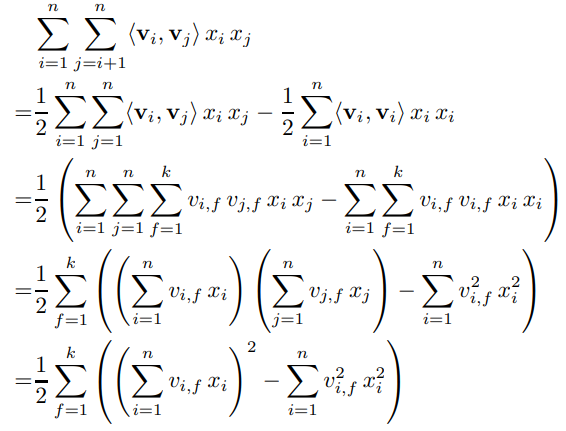 $\sum_{i=1}^{n} \sum_{j=i+1}^{n} \langle \mathbf{v}_i, \mathbf{v}_j \rangle \, x_i \, x_j$
$= \frac{1}{2} \sum_{i=1}^{n} \sum_{j=1}^{n} \langle \mathbf{v}_i, \mathbf{v}_j \rangle \, x_i \, x_j - \frac{1}{2} \sum_{i=1}^{n} \langle \mathbf{v}_i, \mathbf{v}_i \rangle \, x_i \, x_i$
$= \frac{1}{2} \left( \sum_{i=1}^{n} \sum_{j=1}^{n} \sum_{f=1}^{k} v_{i,f} \, v_{j,f} \, x_i \, x_j - \sum_{i=1}^{n} \sum_{f=1}^{k} v_{i,f} \, v_{i,f} \, x_i \, x_i \right)$
$= \frac{1}{2} \sum_{f=1}^{k} \left( \left( \sum_{i=1}^{n} v_{i,f} \, x_i \right) \left( \sum_{j=1}^{n} v_{j,f} \, x_j \right) - \sum_{i=1}^{n} v_{i,f}^2 \, x_i^2 \right)$
$= \frac{1}{2} \sum_{f=1}^{k} \left( \left( \sum_{i=1}^{n} v_{i,f} \, x_i \right)^2 - \sum_{i=1}^{n} v_{i,f}^2 \, x_i^2 \right)$